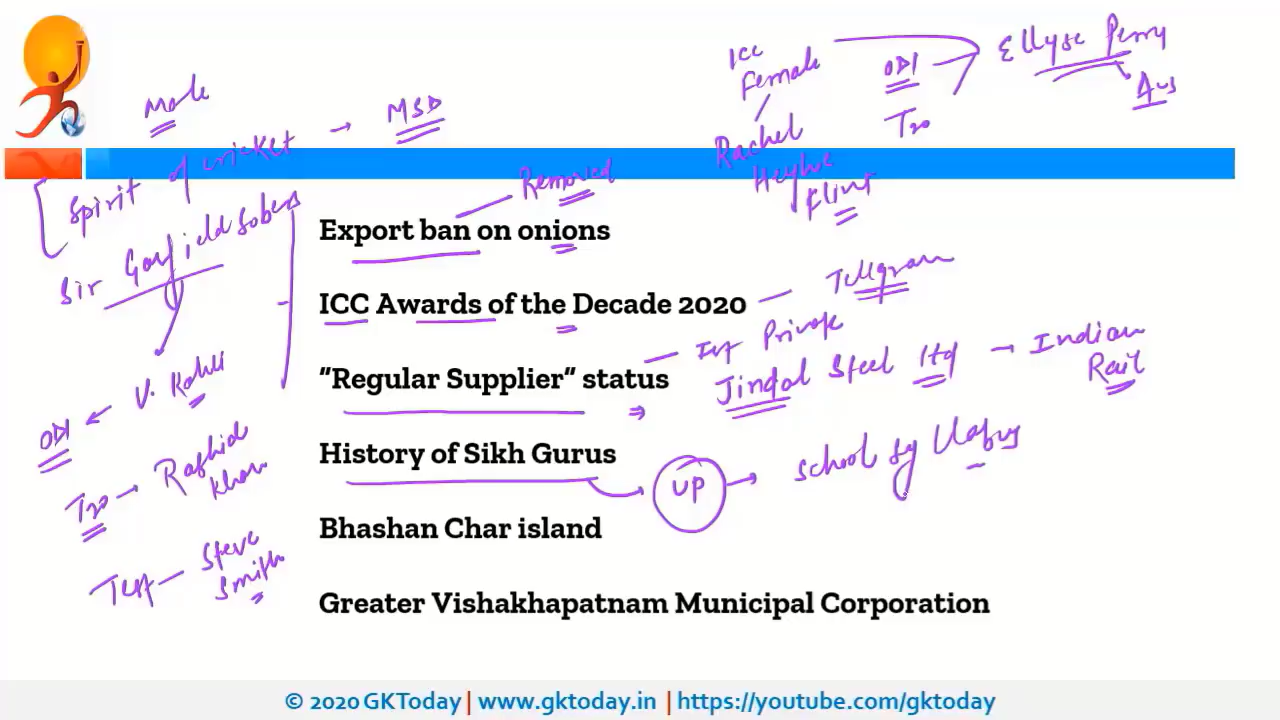 Male
Spirit of cricket → MSD
Sir Garfield Sobers
V. Kohli
ODI
T20 → Rashid
Khan
Test — Steve
Smith
ICC
Female
Rachel
Heyhoe
Flint
ODI
T20
Ellyse Perry
Aus
Removed
Export ban on onions
ICC Awards of the Decade 2020 — Telegram
"Regular Supplier" status
Ist Private
Jindal Steel ltd → Indian
Rail
History of Sikh Gurus
UP → School Syllabus
Bhashan Char island
Greater Vishakhapatnam Municipal Corporation
© 2020 GKToday | www.gktoday.in | https://youtube.com/gktoday